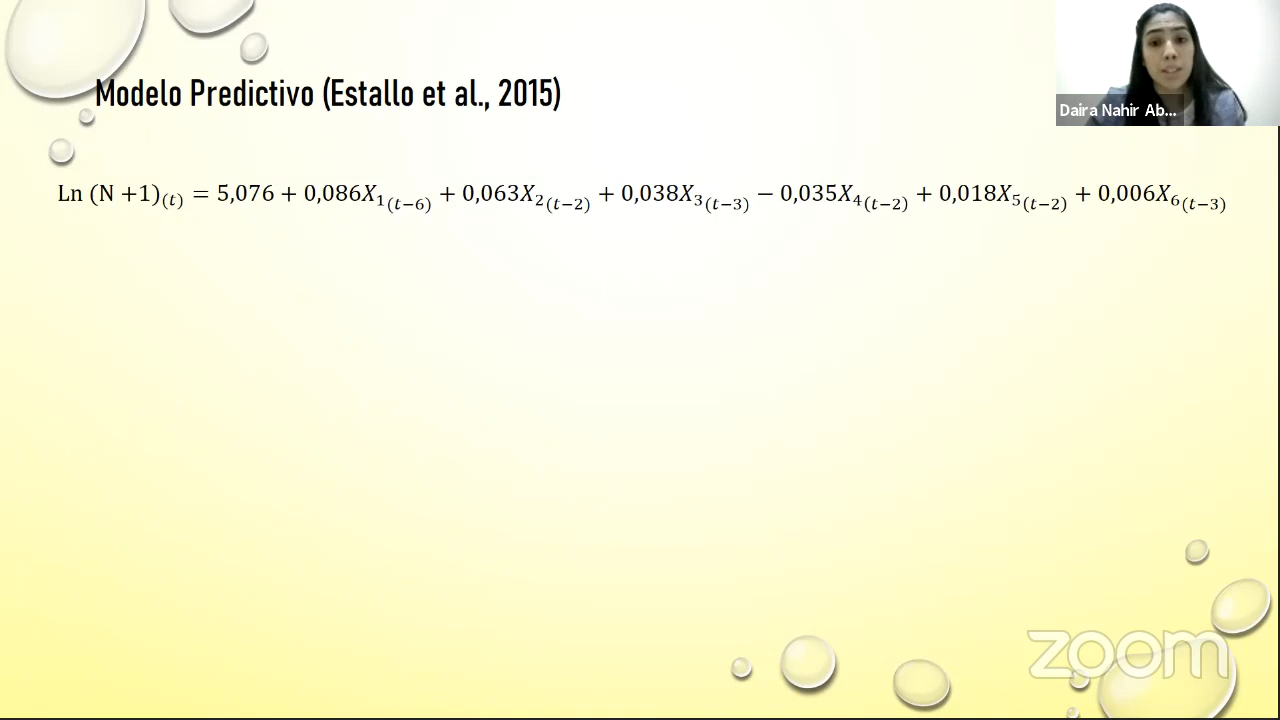 Modelo Predictivo (Estallo et al., 2015)
Daira Nahir Ab...
Ln (N +1)₍t₎ = 5,076 + 0,086X₁₍t−6₎ + 0,063X₂₍t−2₎ + 0,038X₃₍t−3₎ − 0,035X₄₍t−2₎ + 0,018X₅₍t−2₎ + 0,006X₆₍t−3₎
zoom